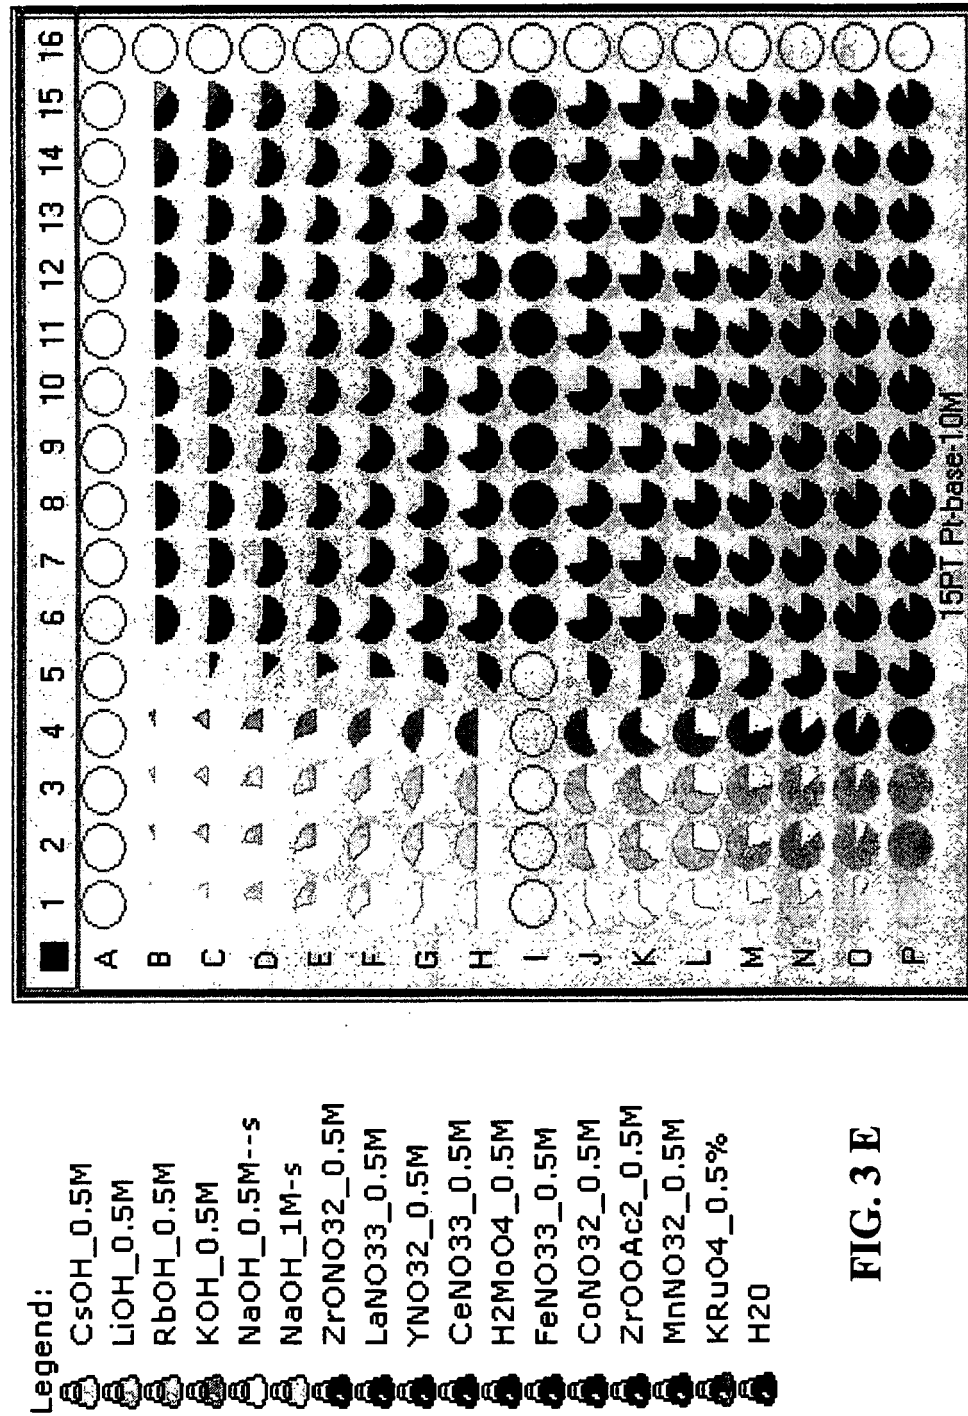 1 2 3 4 5 6 7 8 9 10 11 12 13 14 15 16
A
B
C
D
E
F
G
H
I
J
K
L
M
N
O
P
15PT Pt-base-1.0M
Legend:
CsOH_0.5M
LiOH_0.5M
RbOH_0.5M
KOH_0.5M
NaOH_0.5M--s
NaOH_1M-s
ZrONO32_0.5M
LaNO33_0.5M
YNO32_0.5M
CeNO33_0.5M
H2MoO4_0.5M
FeNO33_0.5M
CoNO32_0.5M
ZrOOAc2_0.5M
MnNO32_0.5M
KRuO4_0.5%
H2O
FIG. 3 E